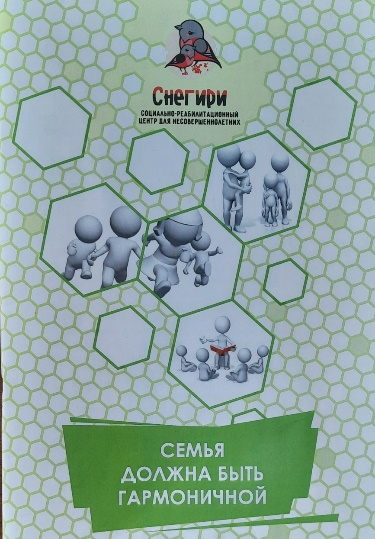 Снегири
СОЦИАЛЬНО-РЕАБИЛИТАЦИОННЫЙ
ЦЕНТР ДЛЯ НЕСОВЕРШЕННОЛЕТНИХ
СЕМЬЯ
ДОЛЖНА БЫТЬ
ГАРМОНИЧНОЙ